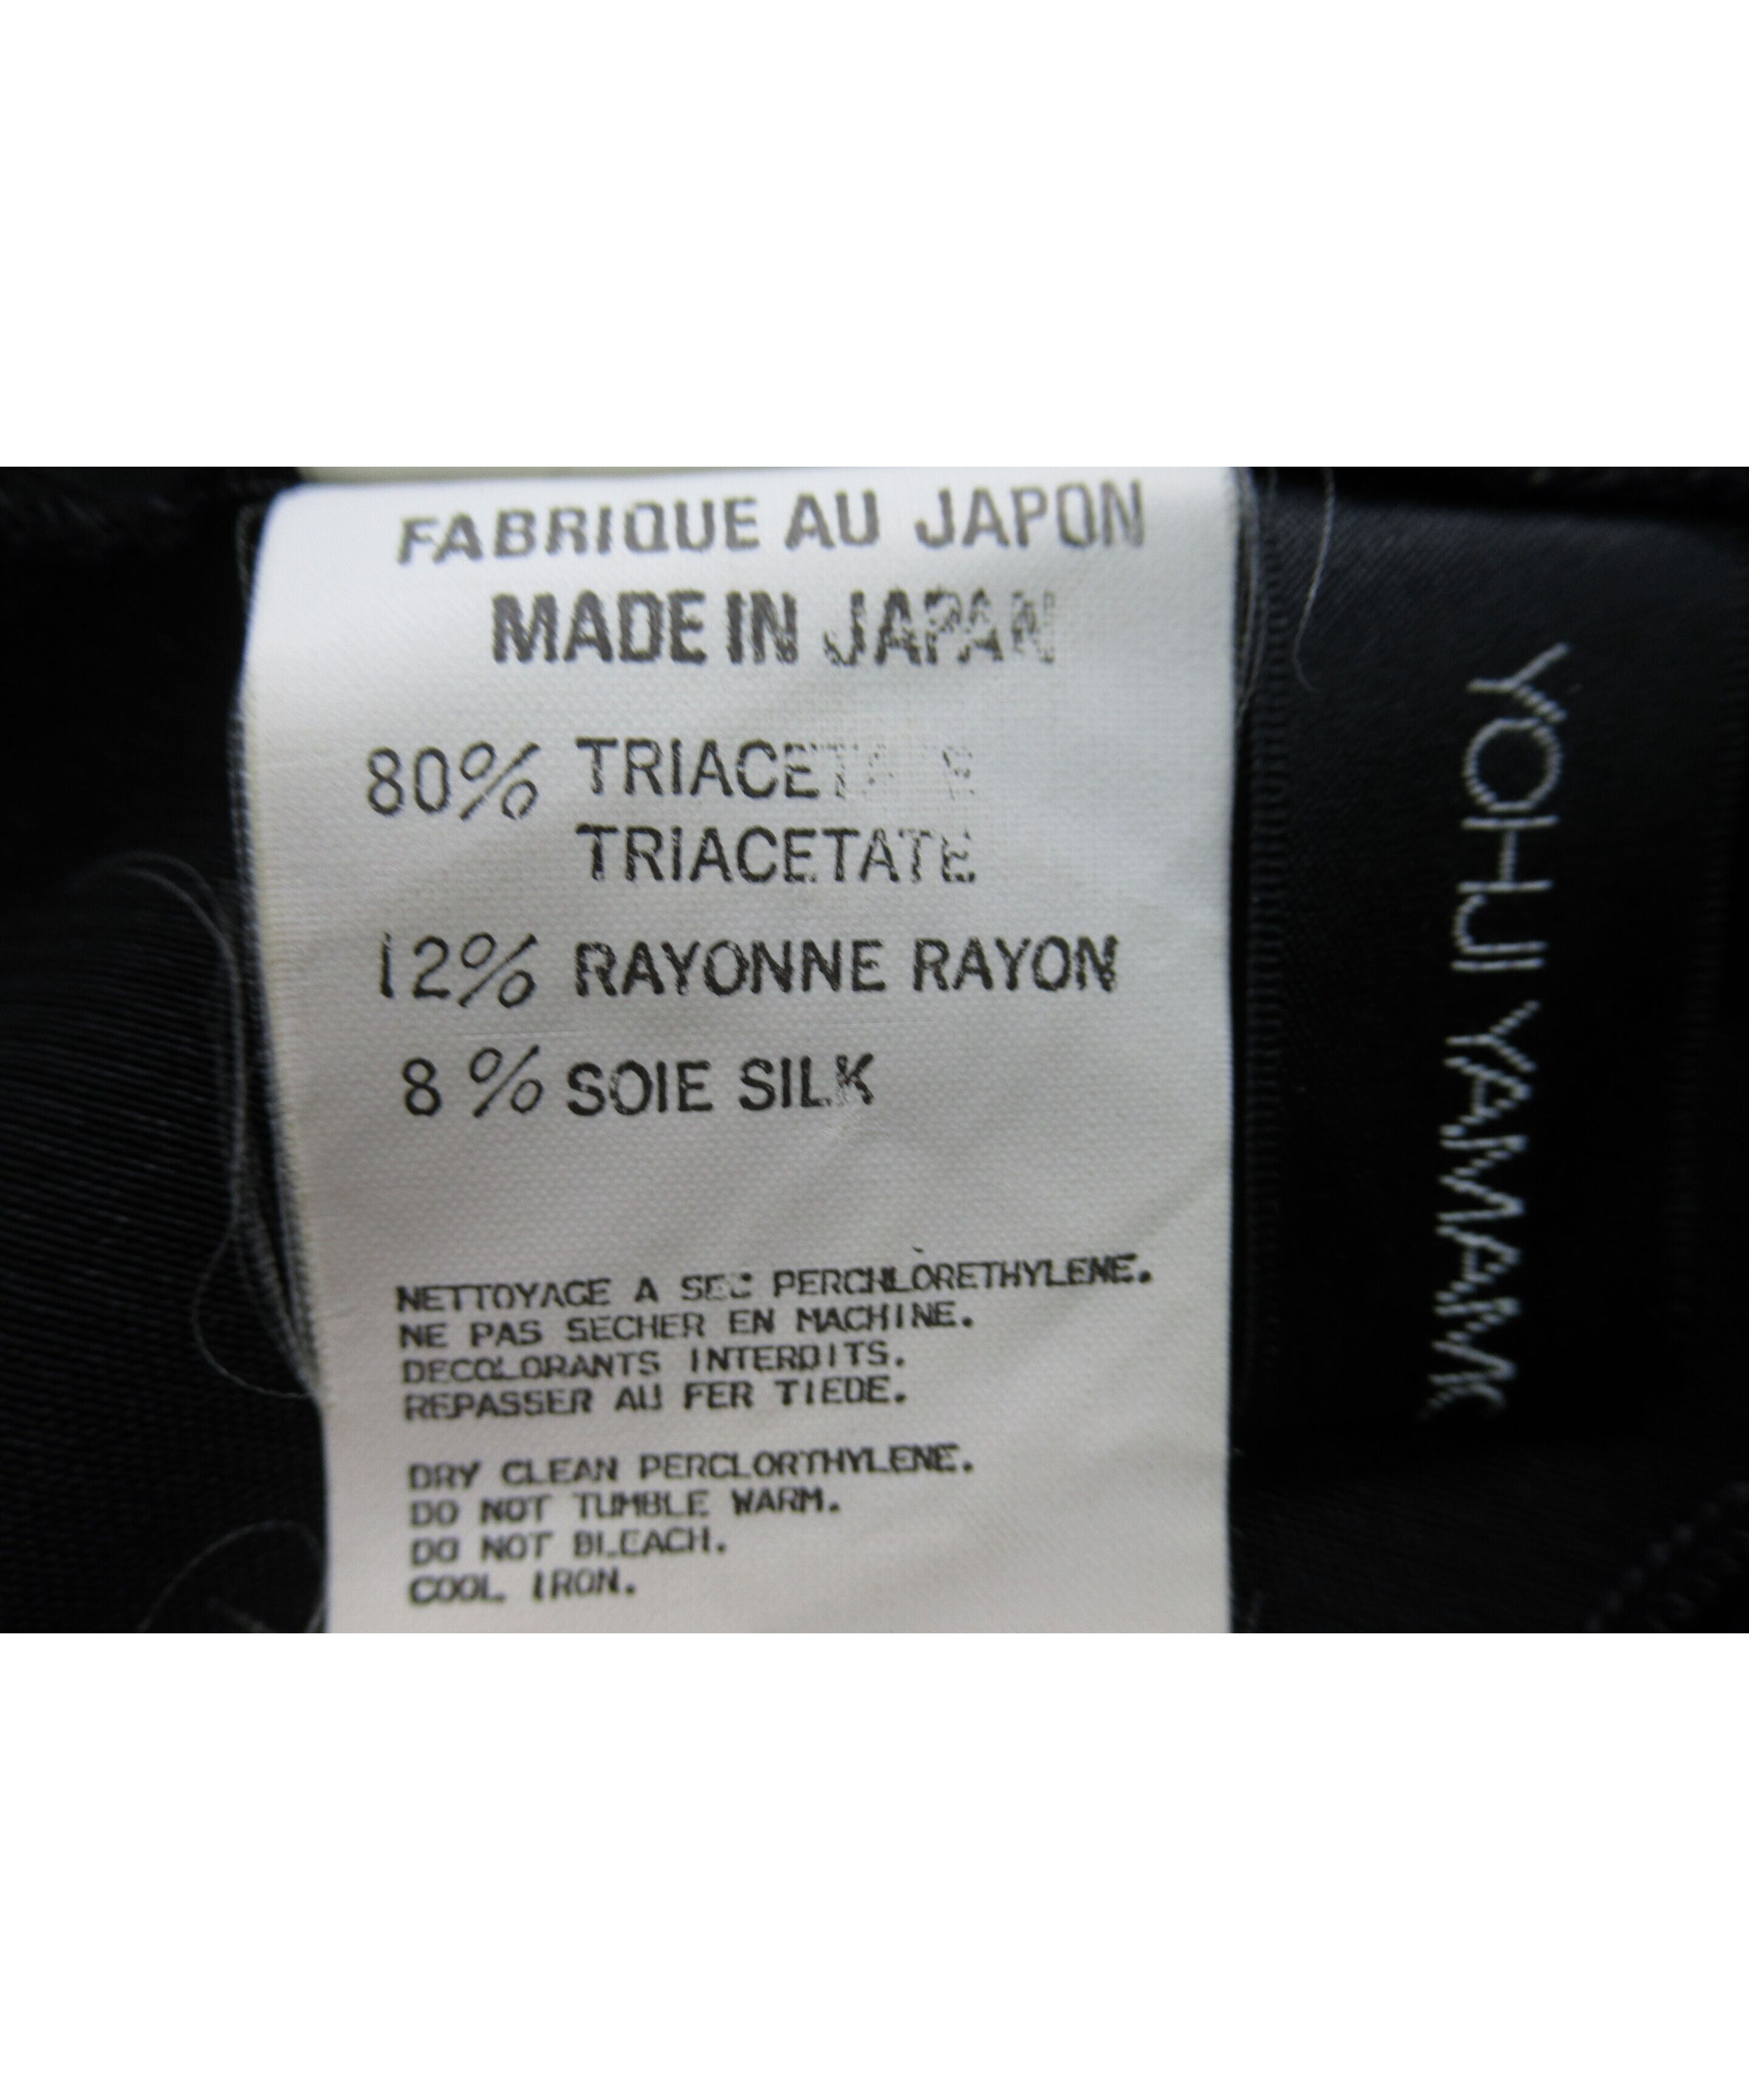 FABRIQUE AU JAPON
MADE IN JAPAN
80% TRIACETATE
TRIACETATE
12% RAYONNE RAYON
8% SOIE SILK
NETTOYAGE A SEC PERCHLORETHYLENE.
NE PAS SECHER EN MACHINE.
DECOLORANTS INTERDITS.
REPASSER AU FER TIEDE.
DRY CLEAN PERCLORTHYLENE.
DO NOT TUMBLE WARM.
DO NOT BLEACH.
COOL IRON.
YOHJI YAMAM